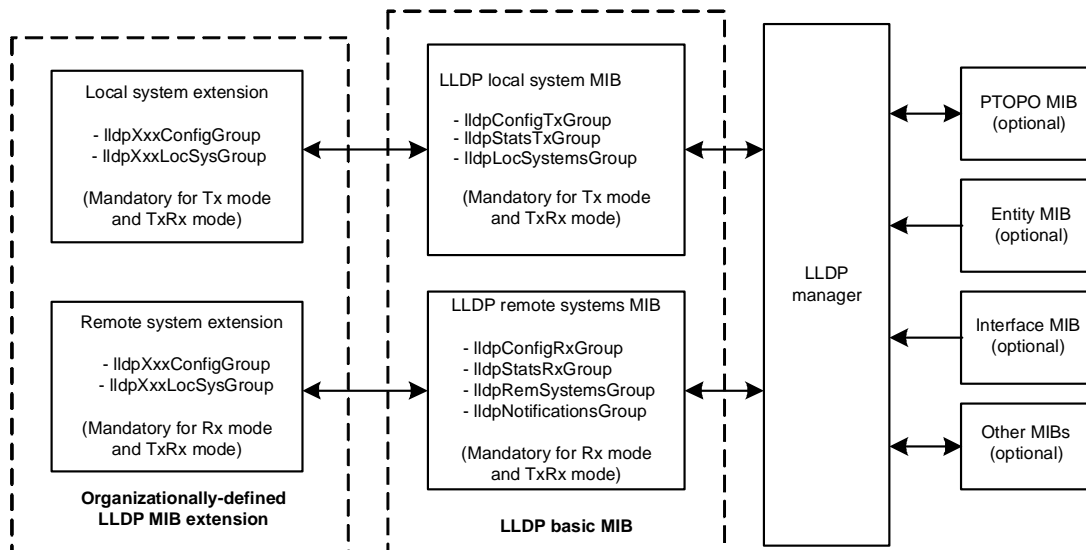 Local system extension
- lldpXxxConfigGroup
- lldpXxxLocSysGroup
(Mandatory for Tx mode
and TxRx mode)
Remote system extension
- lldpXxxConfigGroup
- lldpXxxLocSysGroup
(Mandatory for Rx mode
and TxRx mode)
Organizationally-defined
LLDP MIB extension
LLDP local system MIB
- lldpConfigTxGroup
- lldpStatsTxGroup
- lldpLocSystemsGroup
(Mandatory for Tx mode
and TxRx mode)
LLDP remote systems MIB
- lldpConfigRxGroup
- lldpStatsRxGroup
- lldpRemSystemsGroup
- lldpNotificationsGroup
(Mandatory for Rx mode
and TxRx mode)
LLDP basic MIB
LLDP
manager
PTOPO MIB
(optional)
Entity MIB
(optional)
Interface MIB
(optional)
Other MIBs
(optional)